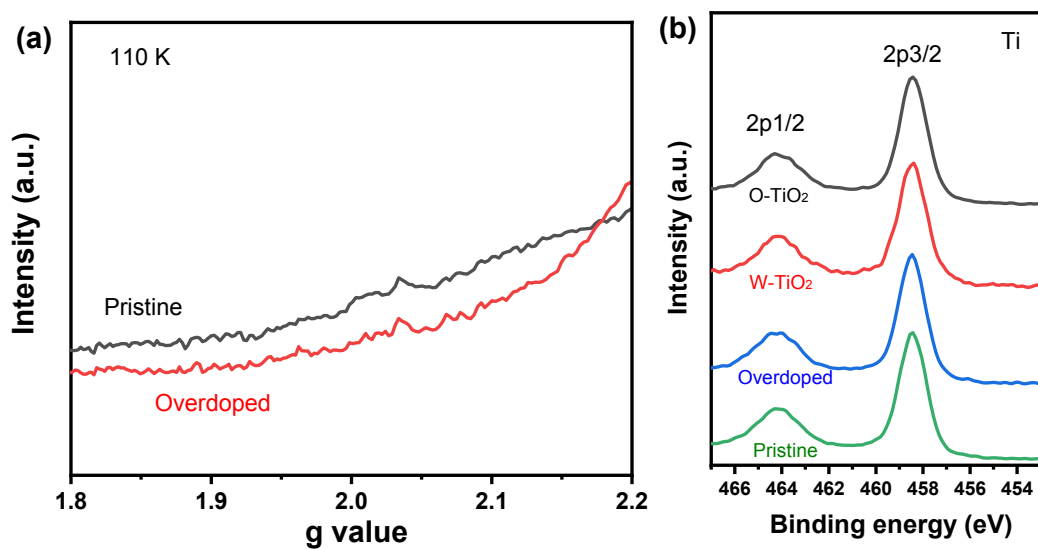 (a)
110 K
Intensity (a.u.)
Pristine
Overdoped
1.8 1.9 2.0 2.1 2.2
g value
(b)
Ti
2p3/2
2p1/2
Intensity (a.u.)
O-TiO₂
W-TiO₂
Overdoped
Pristine
466 464 462 460 458 456 454
Binding energy (eV)